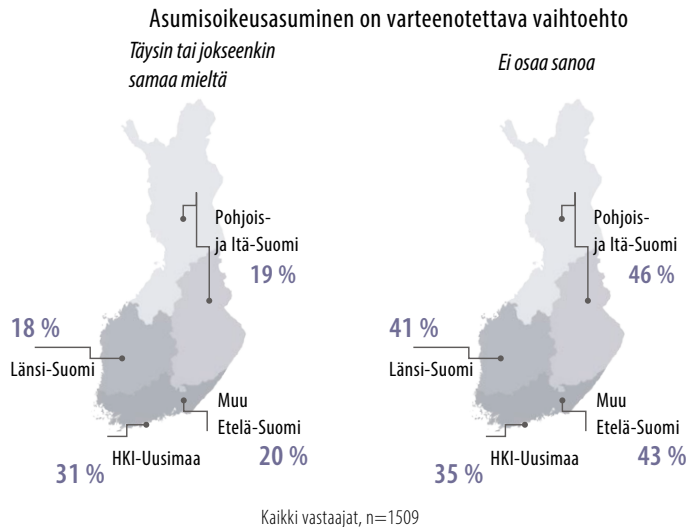 Asumisoikeusasuminen on varteenotettava vaihtoehto
Täysin tai jokseenkin
samaa mieltä
Pohjois-
ja Itä-Suomi
19 %
18 %
Länsi-Suomi
Muu
Etelä-Suomi
20 %
HKI-Uusimaa
31 %
Ei osaa sanoa
Pohjois-
ja Itä-Suomi
46 %
41 %
Länsi-Suomi
Muu
Etelä-Suomi
43 %
HKI-Uusimaa
35 %
Kaikki vastaajat, n=1509